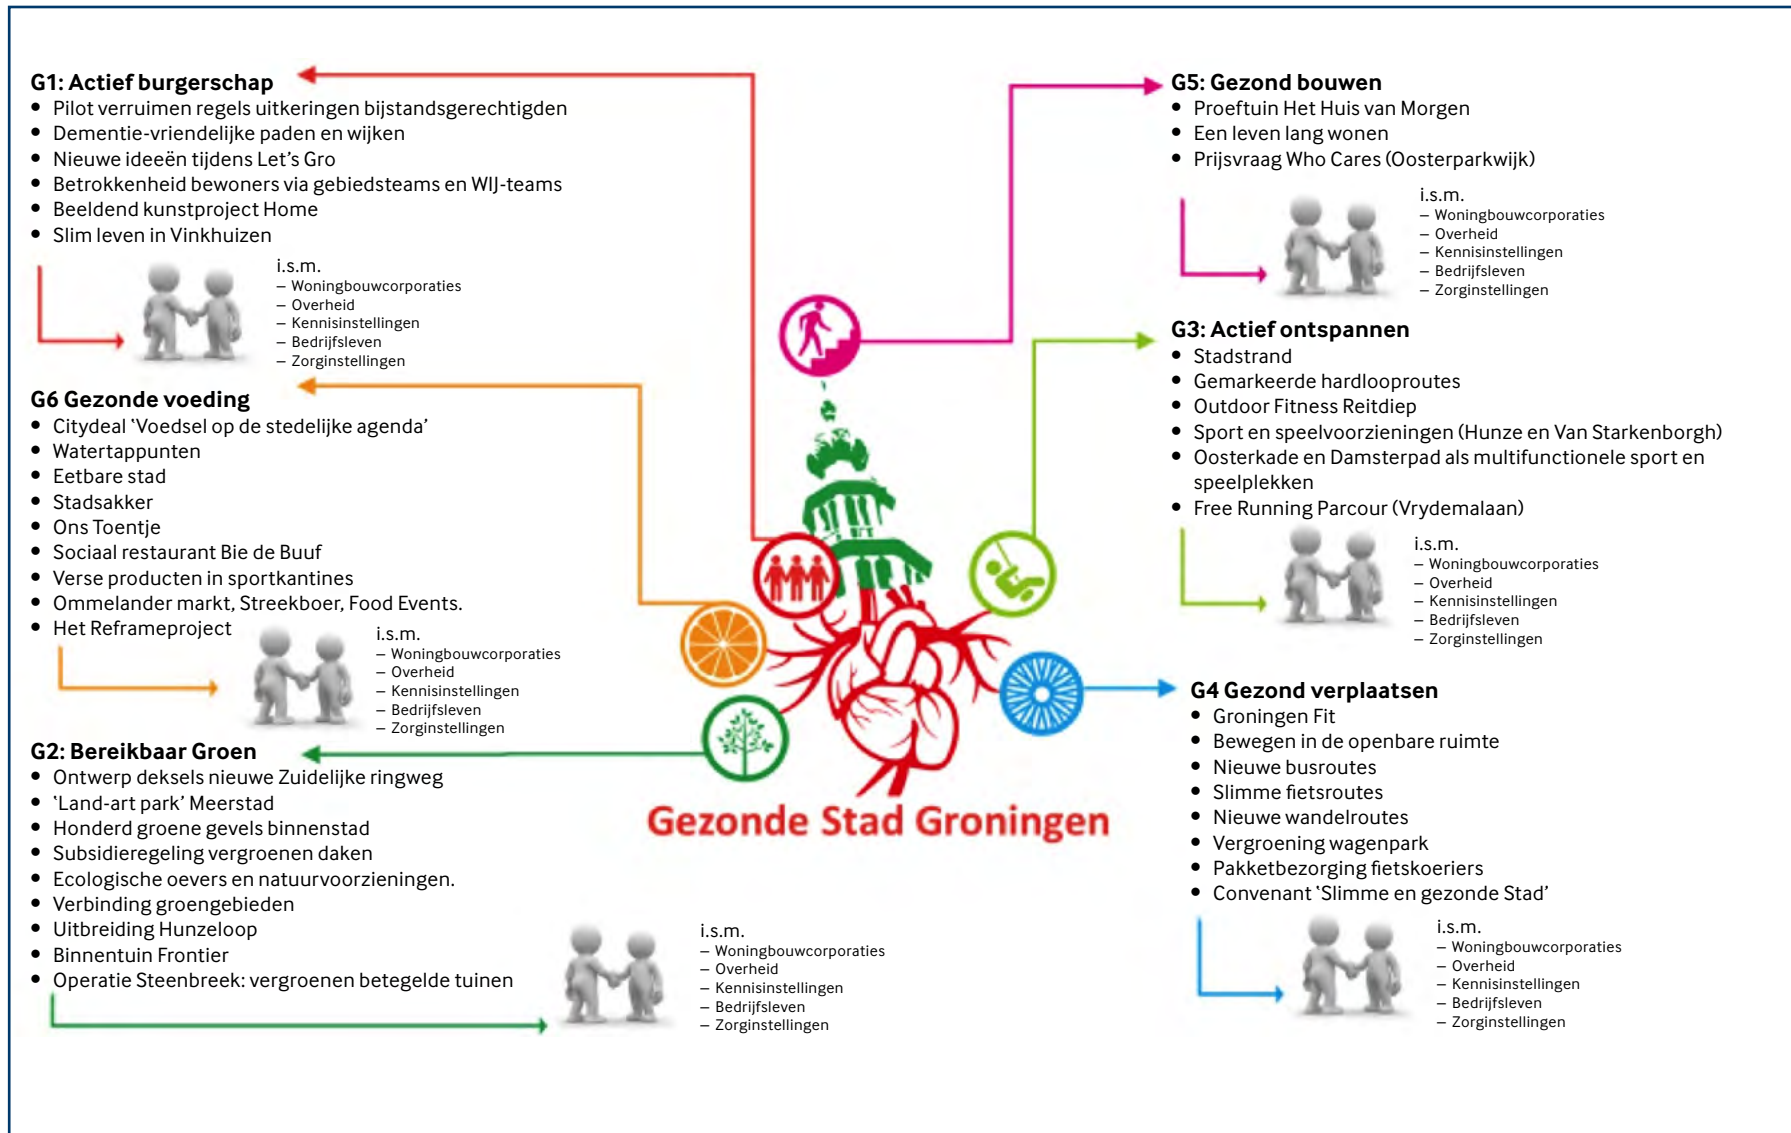 G1: Actief burgerschap
• Pilot verruimen regels uitkeringen bijstandsgerechtigden
• Dementie-vriendelijke paden en wijken
• Nieuwe ideeën tijdens Let's Gro
• Betrokkenheid bewoners via gebiedsteams en WIJ-teams
• Beeldend kunstproject Home
• Slim leven in Vinkhuizen
i.s.m.
– Woningbouwcorporaties
– Overheid
– Kennisinstellingen
– Bedrijfsleven
– Zorginstellingen
G6 Gezonde voeding
• Citydeal ‘Voedsel op de stedelijke agenda’
• Watertappunten
• Eetbare stad
• Stadsakker
• Ons Toentje
• Sociaal restaurant Bie de Buuf
• Verse producten in sportkantines
• Ommelander markt, Streekboer, Food Events.
• Het Reframeproject
i.s.m.
– Woningbouwcorporaties
– Overheid
– Kennisinstellingen
– Bedrijfsleven
– Zorginstellingen
G2: Bereikbaar Groen
• Ontwerp deksels nieuwe Zuidelijke ringweg
• ‘Land-art park’ Meerstad
• Honderd groene gevels binnenstad
• Subsidieregeling vergroenen daken
• Ecologische oevers en natuurvoorzieningen.
• Verbinding groengebieden
• Uitbreiding Hunzeloop
• Binnentuin Frontier
• Operatie Steenbreek: vergroenen betegelde tuinen
i.s.m.
– Woningbouwcorporaties
– Overheid
– Kennisinstellingen
– Bedrijfsleven
– Zorginstellingen
Gezonde Stad Groningen
G5: Gezond bouwen
• Proeftuin Het Huis van Morgen
• Een leven lang wonen
• Prijsvraag Who Cares (Oosterparkwijk)
i.s.m.
– Woningbouwcorporaties
– Overheid
– Kennisinstellingen
– Bedrijfsleven
– Zorginstellingen
G3: Actief ontspannen
• Stadstrand
• Gemarkeerde hardlooproutes
• Outdoor Fitness Reitdiep
• Sport en speelvoorzieningen (Hunze en Van Starkenborgh)
• Oosterkade en Damsterpad als multifunctionele sport en
speelplekken
• Free Running Parcour (Vrydemalaan)
i.s.m.
– Woningbouwcorporaties
– Overheid
– Kennisinstellingen
– Bedrijfsleven
– Zorginstellingen
G4 Gezond verplaatsen
• Groningen Fit
• Bewegen in de openbare ruimte
• Nieuwe busroutes
• Slimme fietsroutes
• Nieuwe wandelroutes
• Vergroening wagenpark
• Pakketbezorging fietskoeriers
• Convenant ‘Slimme en gezonde Stad’
i.s.m.
– Woningbouwcorporaties
– Overheid
– Kennisinstellingen
– Bedrijfsleven
– Zorginstellingen